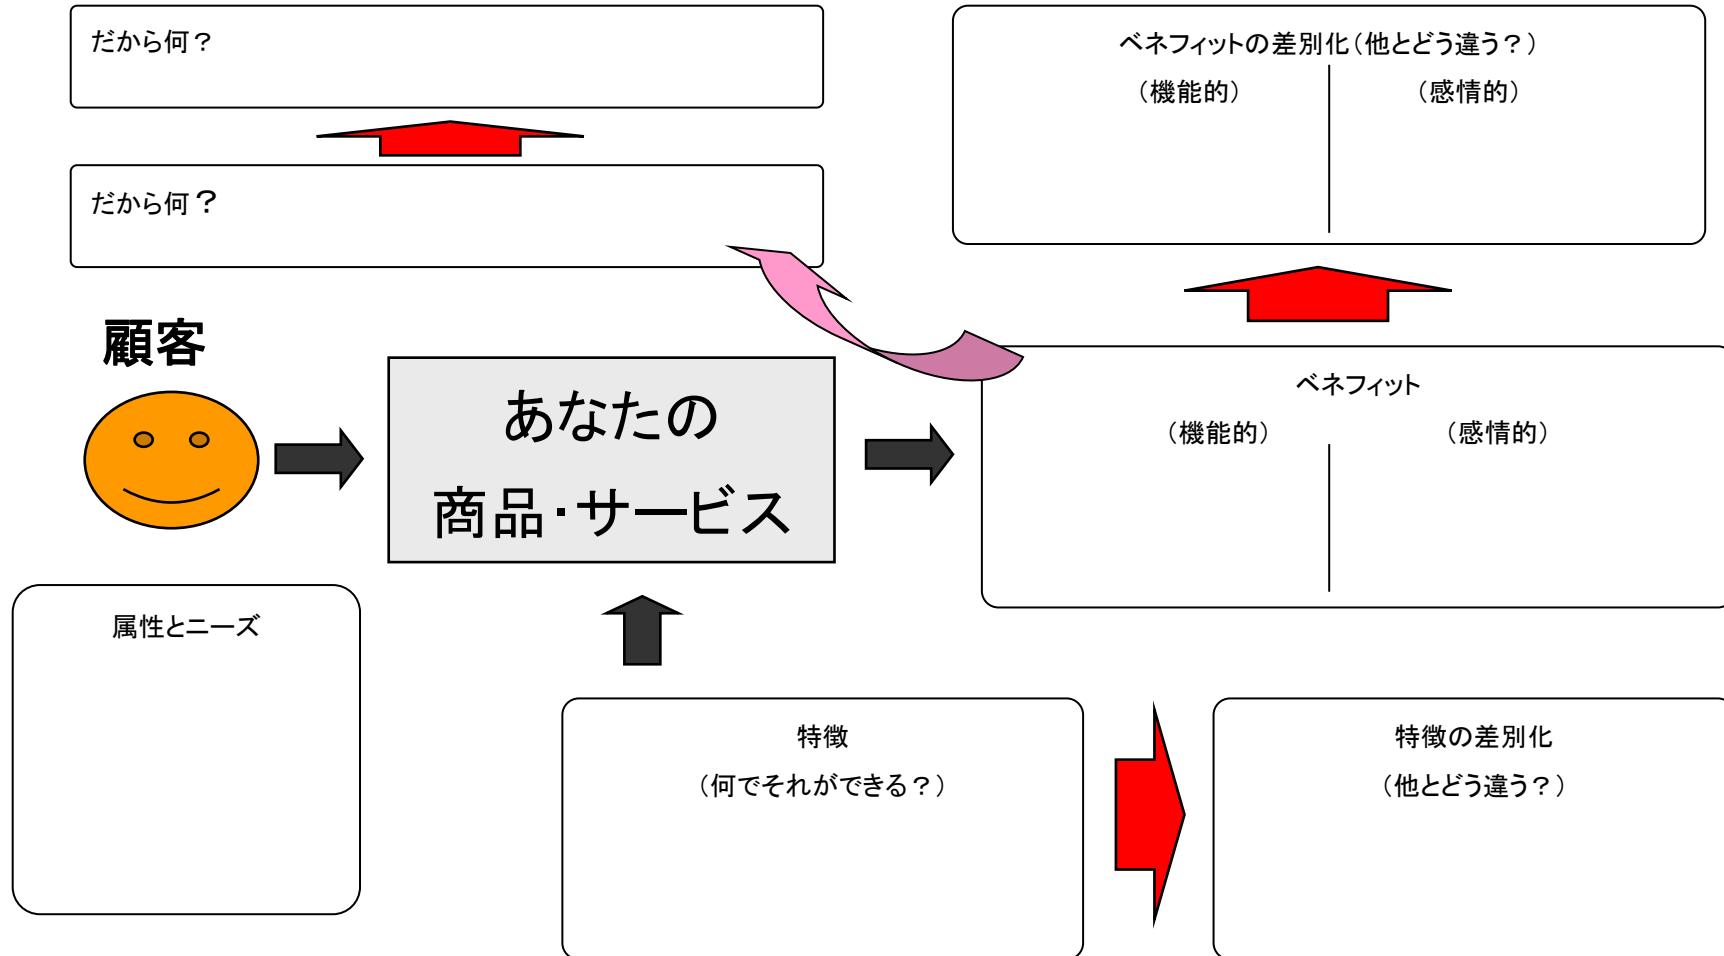 だから何？
だから何？
顧客
あなたの
商品・サービス
属性とニーズ
ベネフィットの差別化（他とどう違う？）
（機能的）
（感情的）
ベネフィット
（機能的）
（感情的）
特徴
（何でそれができる？）
特徴の差別化
（他とどう違う？）